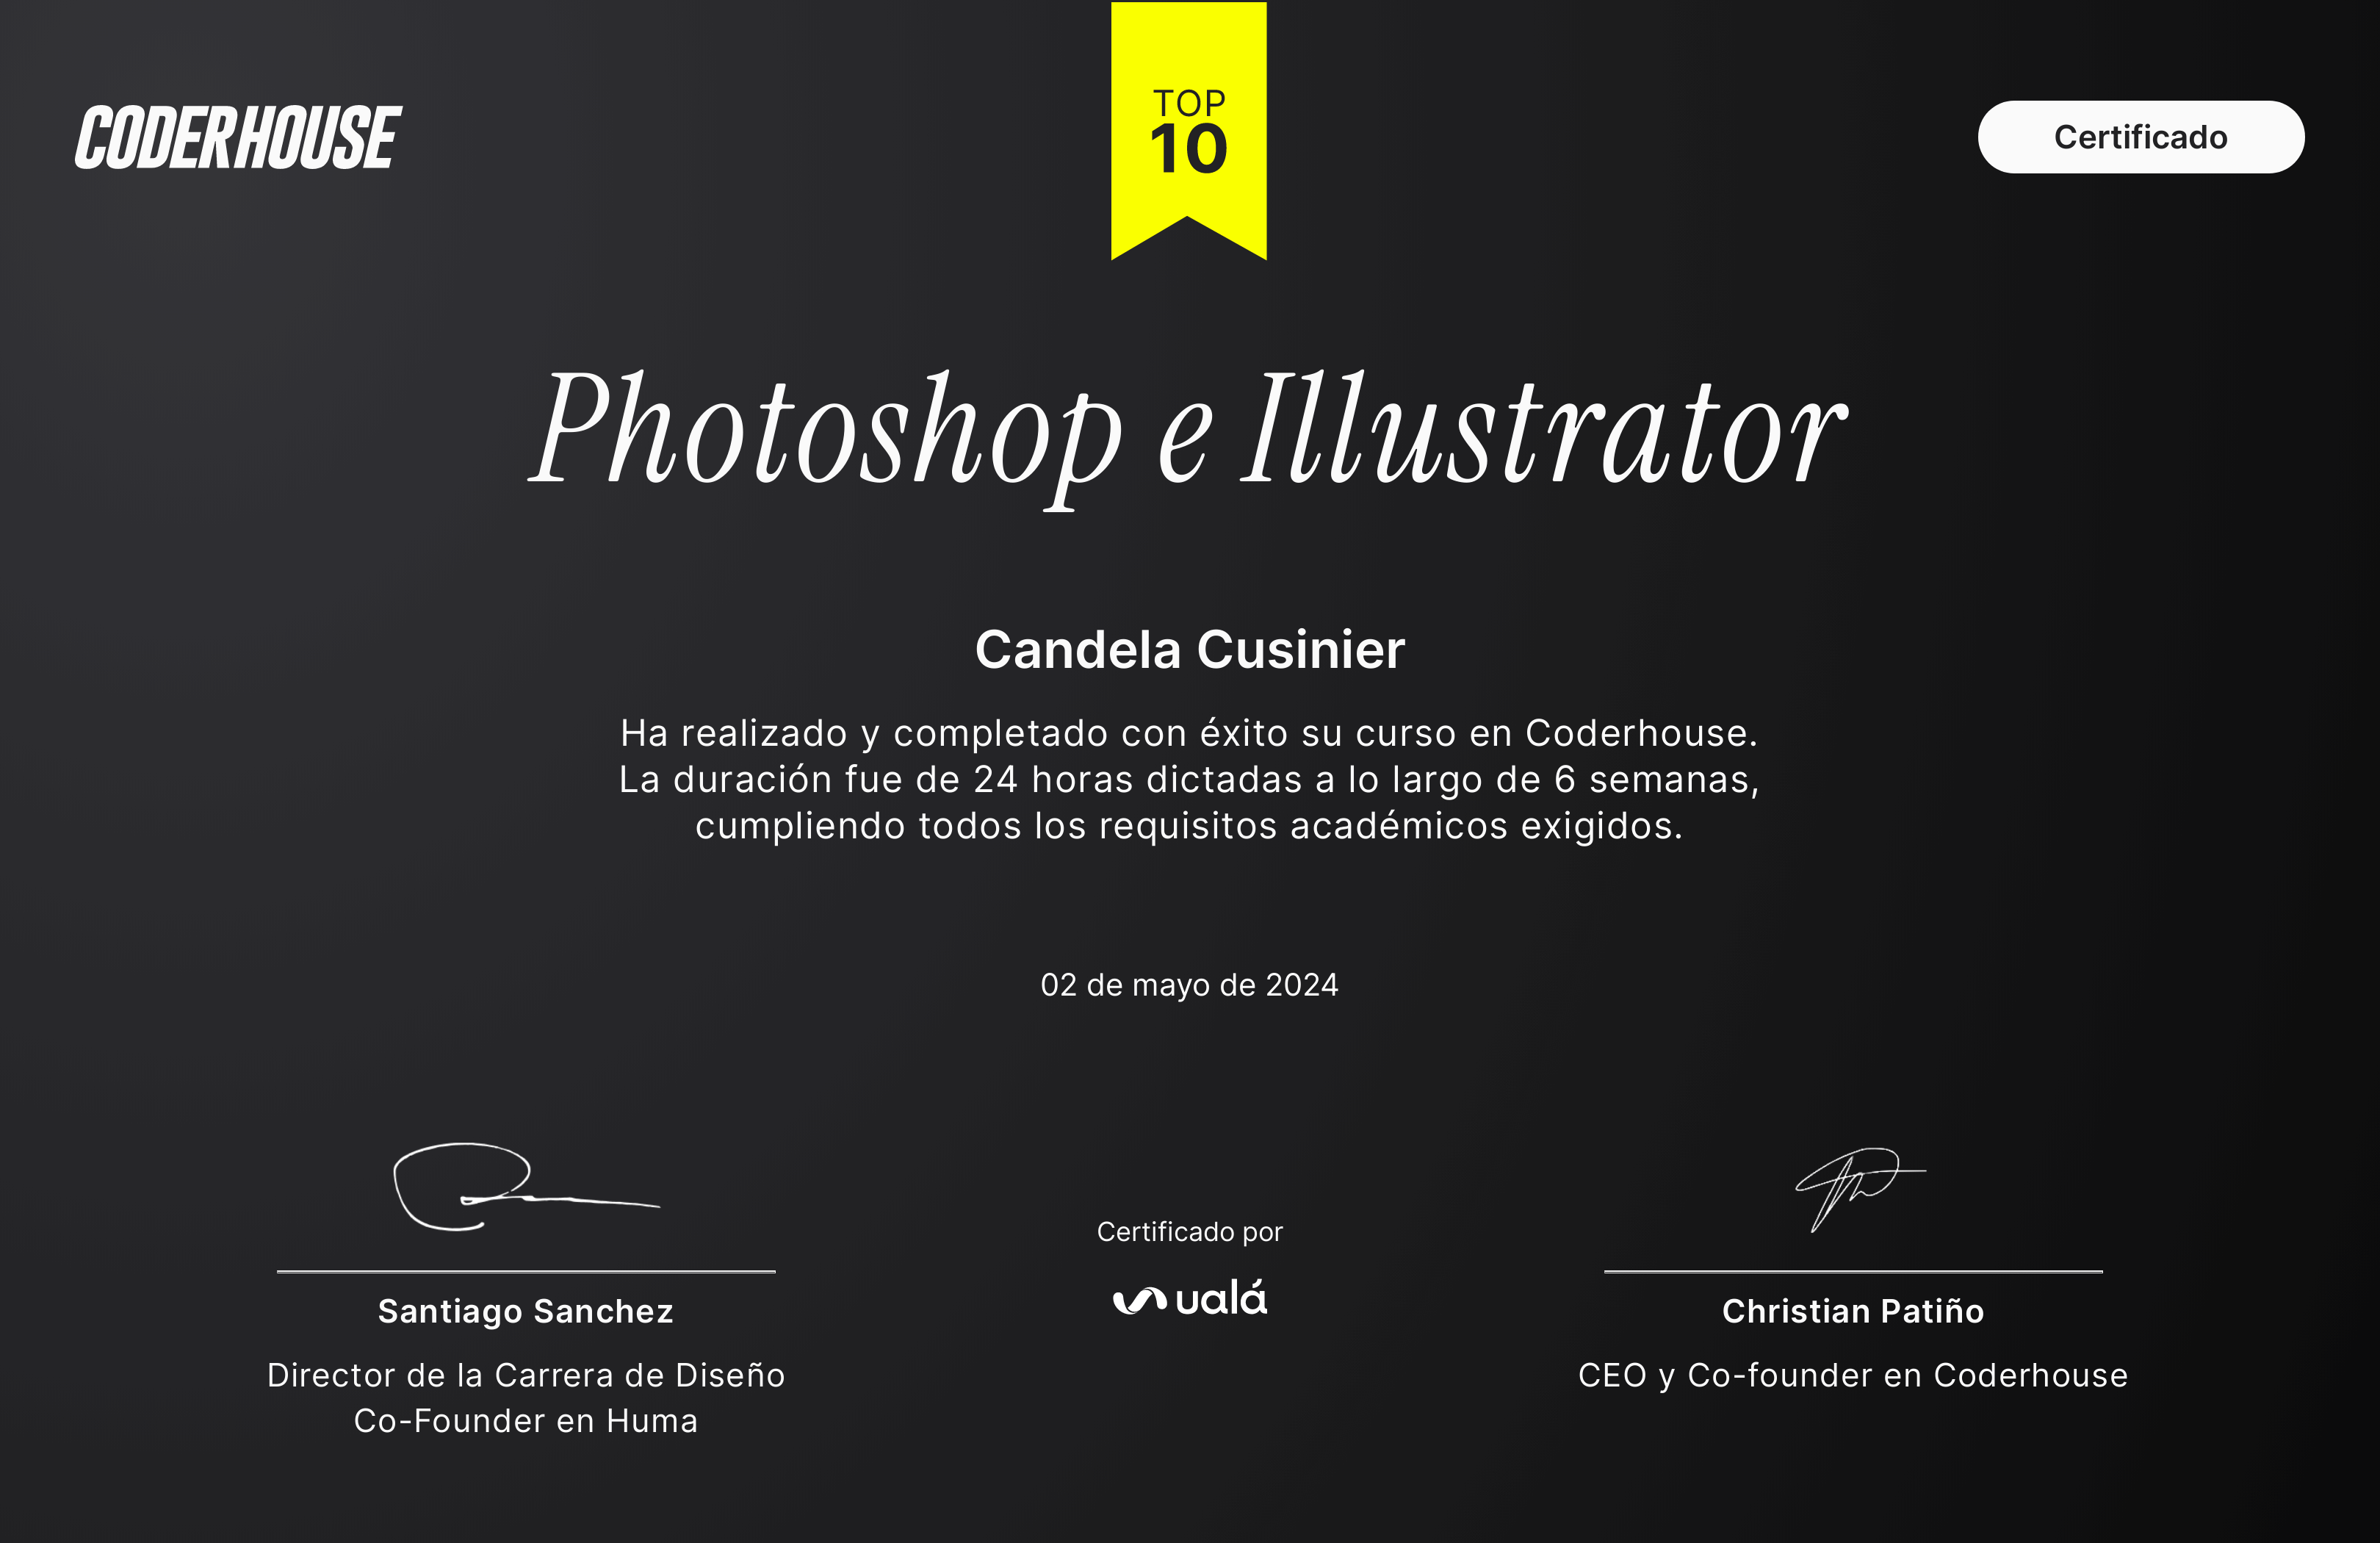 CODERHOUSE
TOP
10
Certificado
Photoshop e Illustrator
Candela Cusinier
Ha realizado y completado con éxito su curso en Coderhouse.
La duración fue de 24 horas dictadas a lo largo de 6 semanas,
cumpliendo todos los requisitos académicos exigidos.
02 de mayo de 2024
Santiago Sanchez
Director de la Carrera de Diseño
Co-Founder en Huma
Certificado por
ualá
Christian Patiño
CEO y Co-founder en Coderhouse